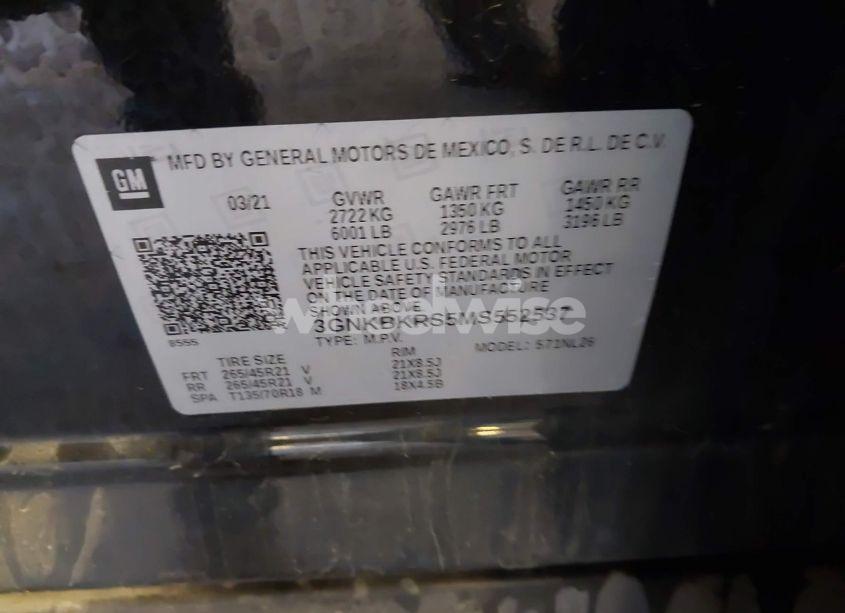 GM
MFD BY GENERAL MOTORS DE MEXICO, S. DE R.L. DE C.V.
03/21 GVWR GAWR FRT GAWR RR
2722 KG 1350 KG 1450 KG
6001 LB 2976 LB 3196 LB
THIS VEHICLE CONFORMS TO ALL
APPLICABLE U.S. FEDERAL MOTOR
VEHICLE SAFETY STANDARDS IN EFFECT
ON THE DATE OF MANUFACTURE
SHOWN ABOVE
3GNKBKRS5MS552537
TYPE: M.P.V. MODEL: 571NL26
8555
TIRE SIZE RIM
FRT 265/45R21 V 21X8.5J
RR 265/45R21 V 21X8.5J
SPA T135/70R18 M 18X4.5B